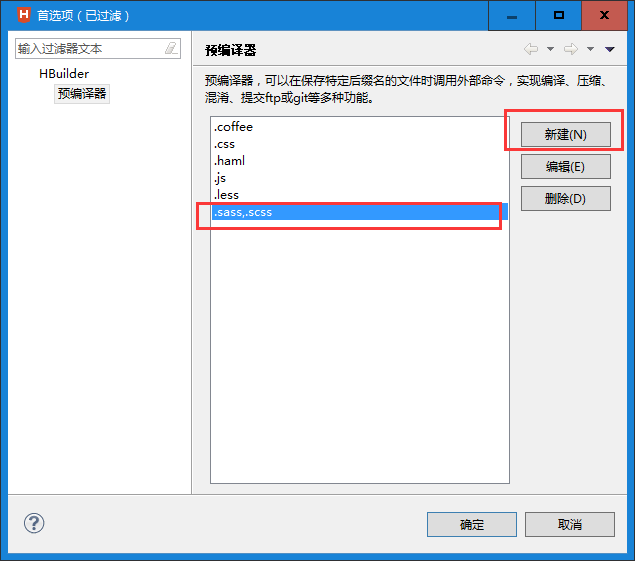 首选项（已过滤）
输入过滤器文本
HBuilder
预编译器
预编译器
预编译器，可以在保存特定后缀名的文件时调用外部命令，实现编译、压缩、
混淆、提交ftp或git等多种功能。
.coffee
.css
.haml
.js
.less
.sass,.scss
新建(N)
编辑(E)
删除(D)
确定
取消